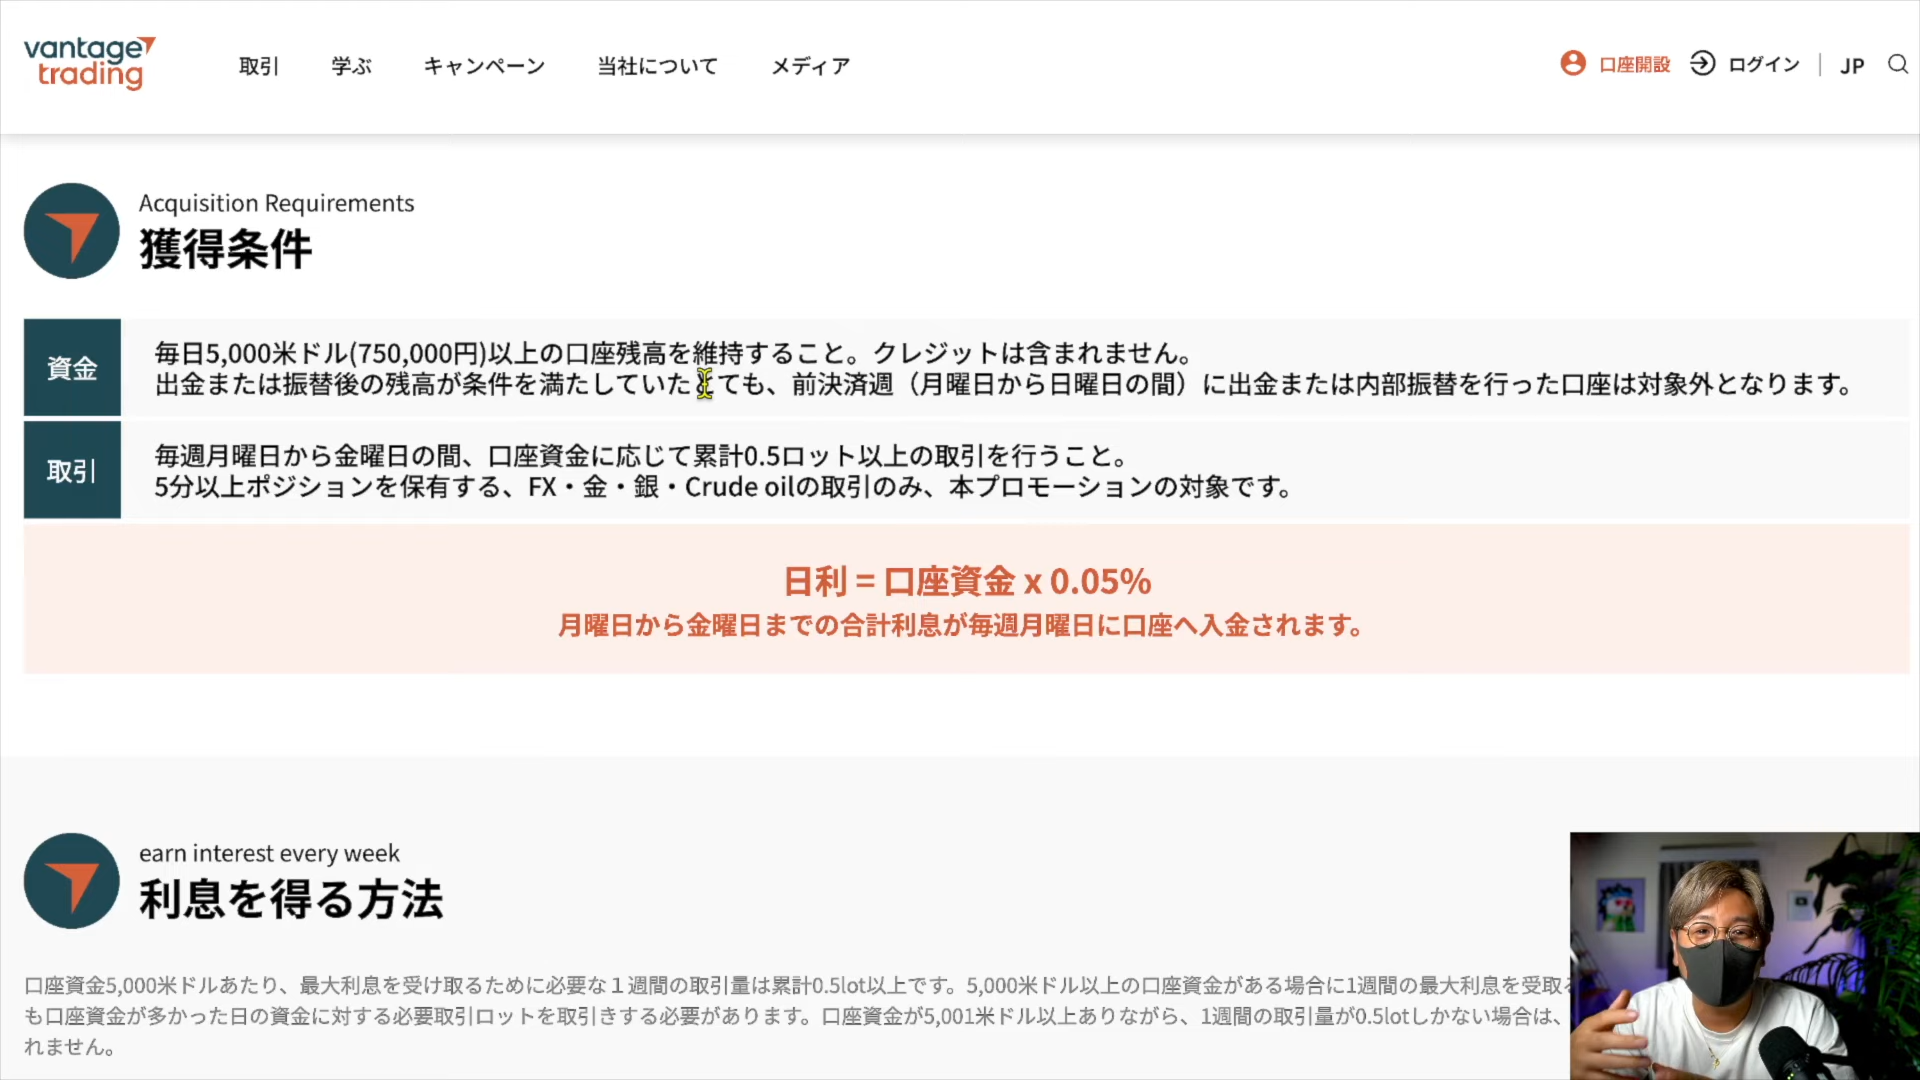 vantage
trading
取引
学ぶ
キャンペーン
当社について
メディア
口座開設
ログイン
JP
Acquisition Requirements
獲得条件
資金
毎日5,000米ドル(750,000円)以上の口座残高を維持すること。クレジットは含まれません。
出金または振替後の残高が条件を満たしていたとても、前決済週（月曜日から日曜日の間）に出金または内部振替を行った口座は対象外となります。
取引
毎週月曜日から金曜日の間、口座資金に応じて累計0.5ロット以上の取引を行うこと。
5分以上ポジションを保有する、FX・金・銀・Crude oilの取引のみ、本プロモーションの対象です。
日利 = 口座資金 x 0.05%
月曜日から金曜日までの合計利息が毎週月曜日に口座へ入金されます。
earn interest every week
利息を得る方法
口座資金5,000米ドルあたり、最大利息を受け取るために必要な１週間の取引量は累計0.5lot以上です。5,000米ドル以上の口座資金がある場合に1週間の最大利息を受取
も口座資金が多かった日の資金に対する必要取引ロットを取引きする必要があります。口座資金が5,001米ドル以上ありながら、1週間の取引量が0.5lotしかない場合は、
れません。